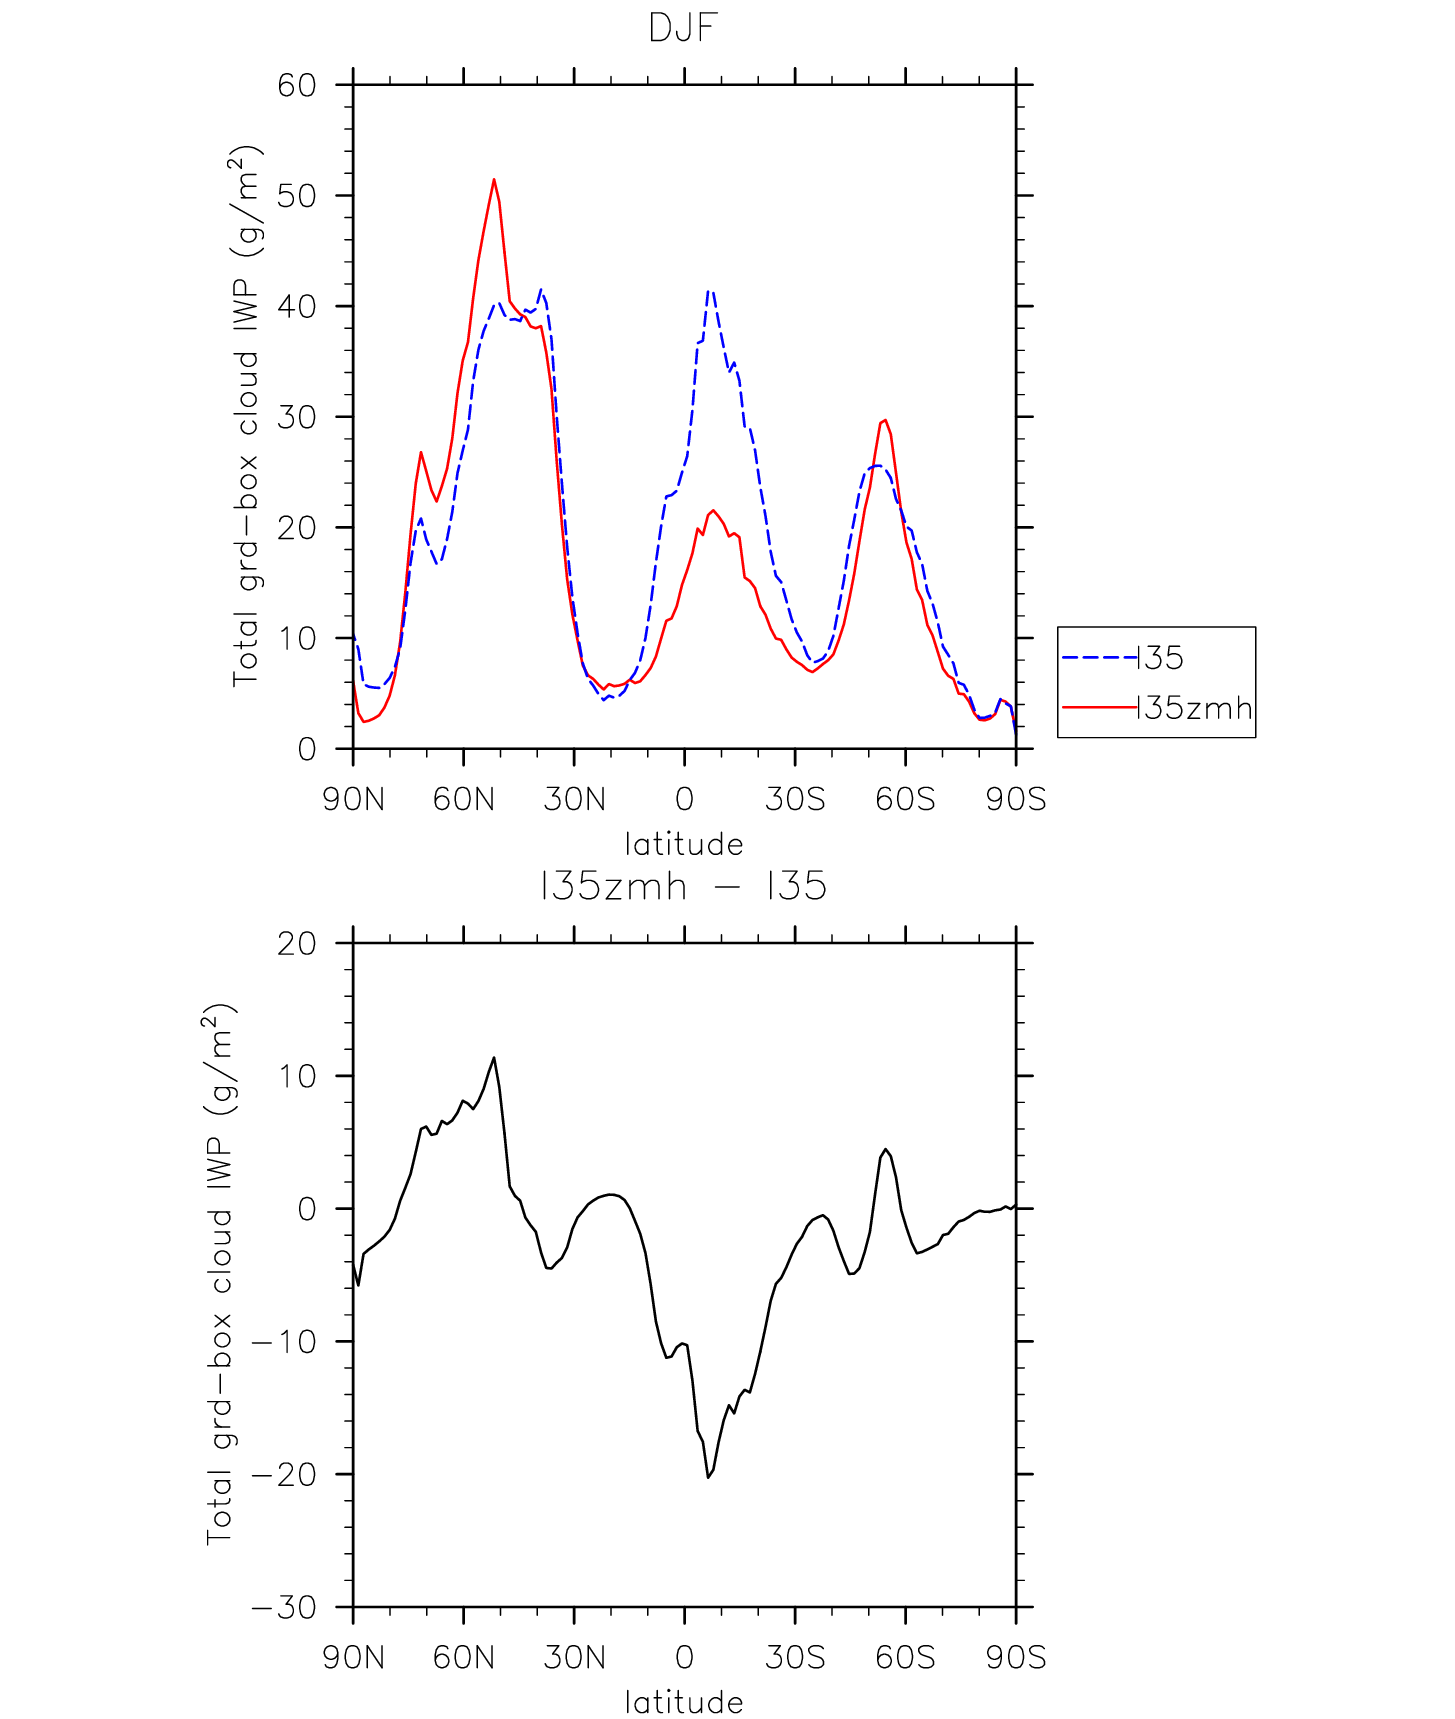 DJF
Total grd-box cloud IWP (g/m²)
60
50
40
30
20
10
0
90N 60N 30N 0 30S 60S 90S
latitude
I35
I35zmh
I35zmh - I35
Total grd-box cloud IWP (g/m²)
20
10
0
-10
-20
-30
90N 60N 30N 0 30S 60S 90S
latitude